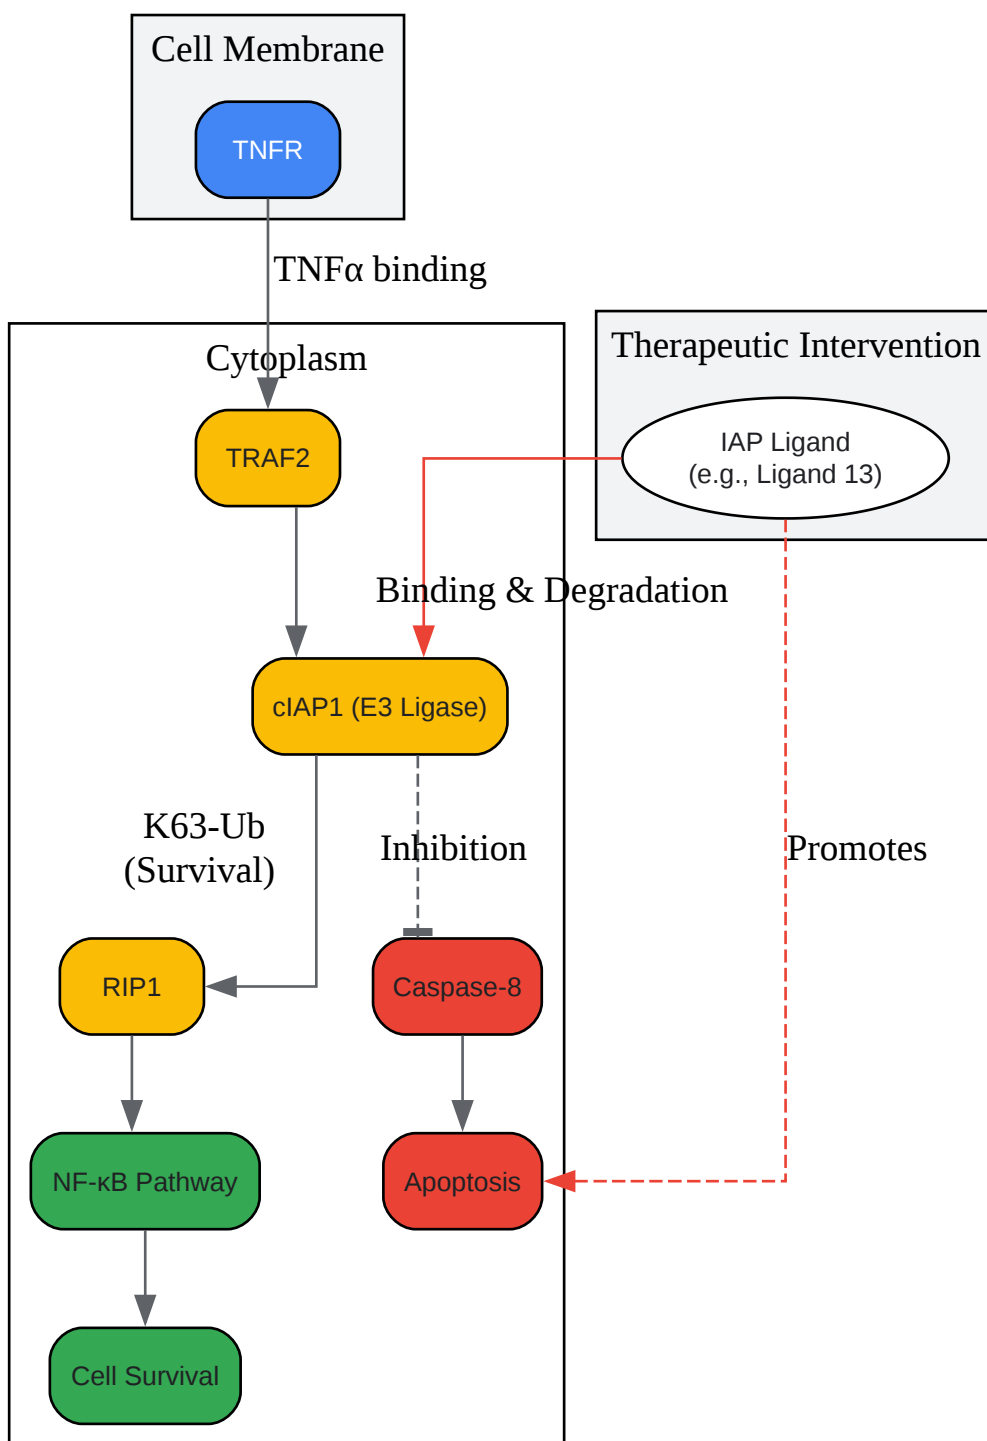 Cell Membrane
TNFR
TNFα binding
Therapeutic Intervention
Cytoplasm
IAP Ligand
(e.g., Ligand 13)
TRAF2
Binding & Degradation
cIAP1 (E3 Ligase)
K63-Ub
(Survival)
Inhibition
Promotes
RIP1
Caspase-8
NF-κB Pathway
Apoptosis
Cell Survival